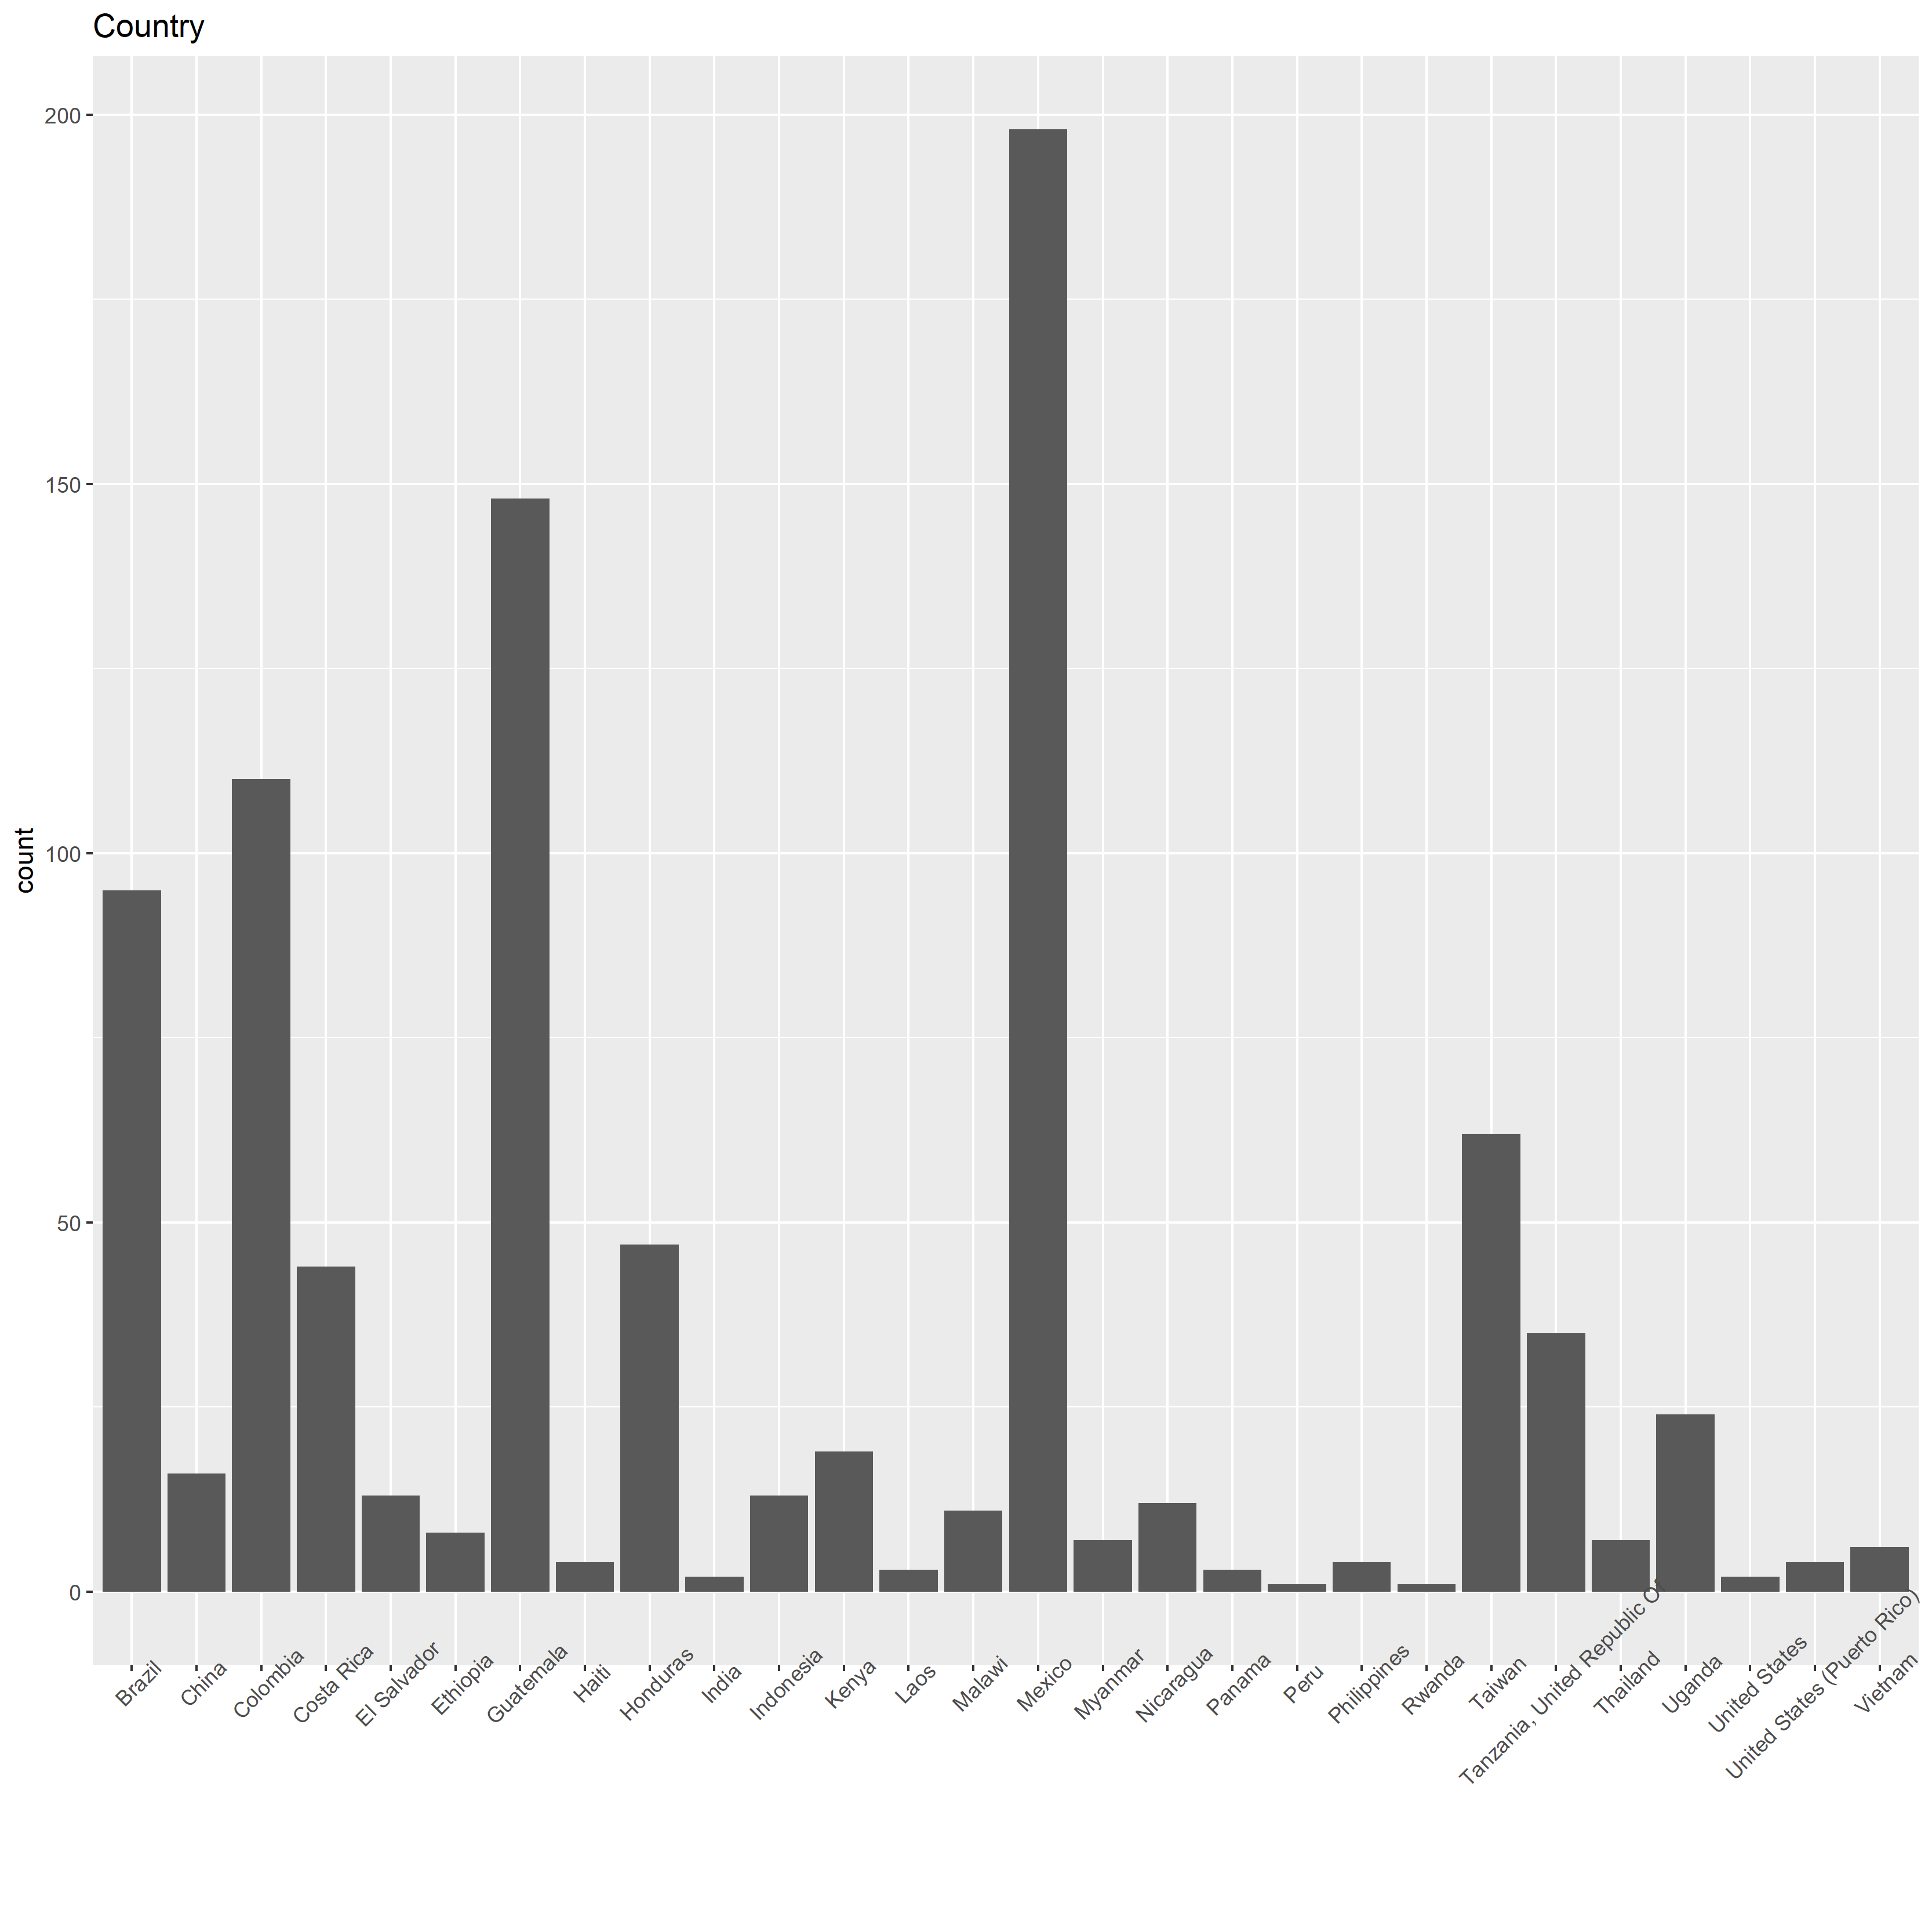 Country
count
200
150
100
50
0
Brazil
China
Colombia
Costa Rica
El Salvador
Ethiopia
Guatemala
Haiti
Honduras
India
Indonesia
Kenya
Laos
Malawi
Mexico
Myanmar
Nicaragua
Panama
Peru
Philippines
Rwanda
Taiwan
Tanzania, United Republic Of
Thailand
Uganda
United States
United States (Puerto Rico)
Vietnam